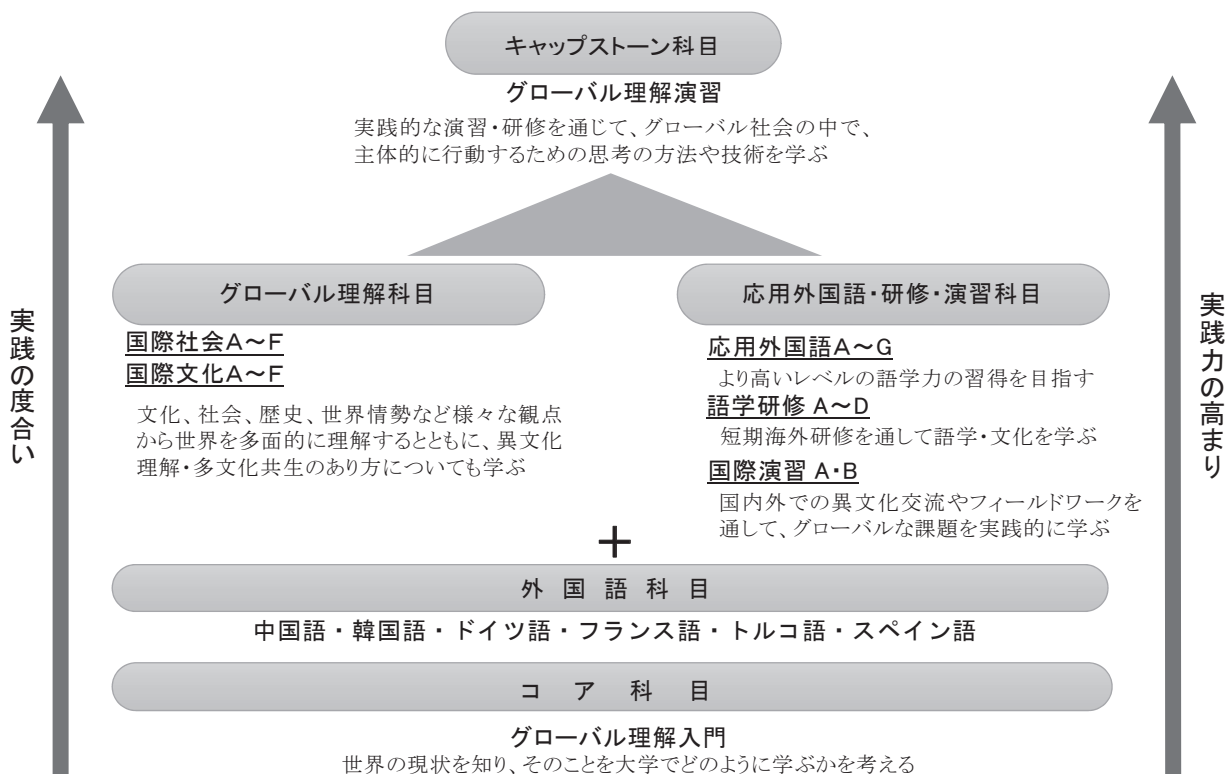 キャップストーン科目
グローバル理解演習
実践的な演習・研修を通じて、グローバル社会の中で、
主体的に行動するための思考の方法や技術を学ぶ
実践の度合い
グローバル理解科目
国際社会A～F
国際文化A～F
文化、社会、歴史、世界情勢など様々な観点
から世界を多面的に理解するとともに、異文化
理解・多文化共生のあり方についても学ぶ
応用外国語・研修・演習科目
応用外国語A～G
より高いレベルの語学力の習得を目指す
語学研修 A～D
短期海外研修を通して語学・文化を学ぶ
国際演習 A・B
国内外での異文化交流やフィールドワークを
通して、グローバルな課題を実践的に学ぶ
実践力の高まり
＋
外国語科目
中国語・韓国語・ドイツ語・フランス語・トルコ語・スペイン語
コア科目
グローバル理解入門
世界の現状を知り、そのことを大学でどのように学ぶかを考える